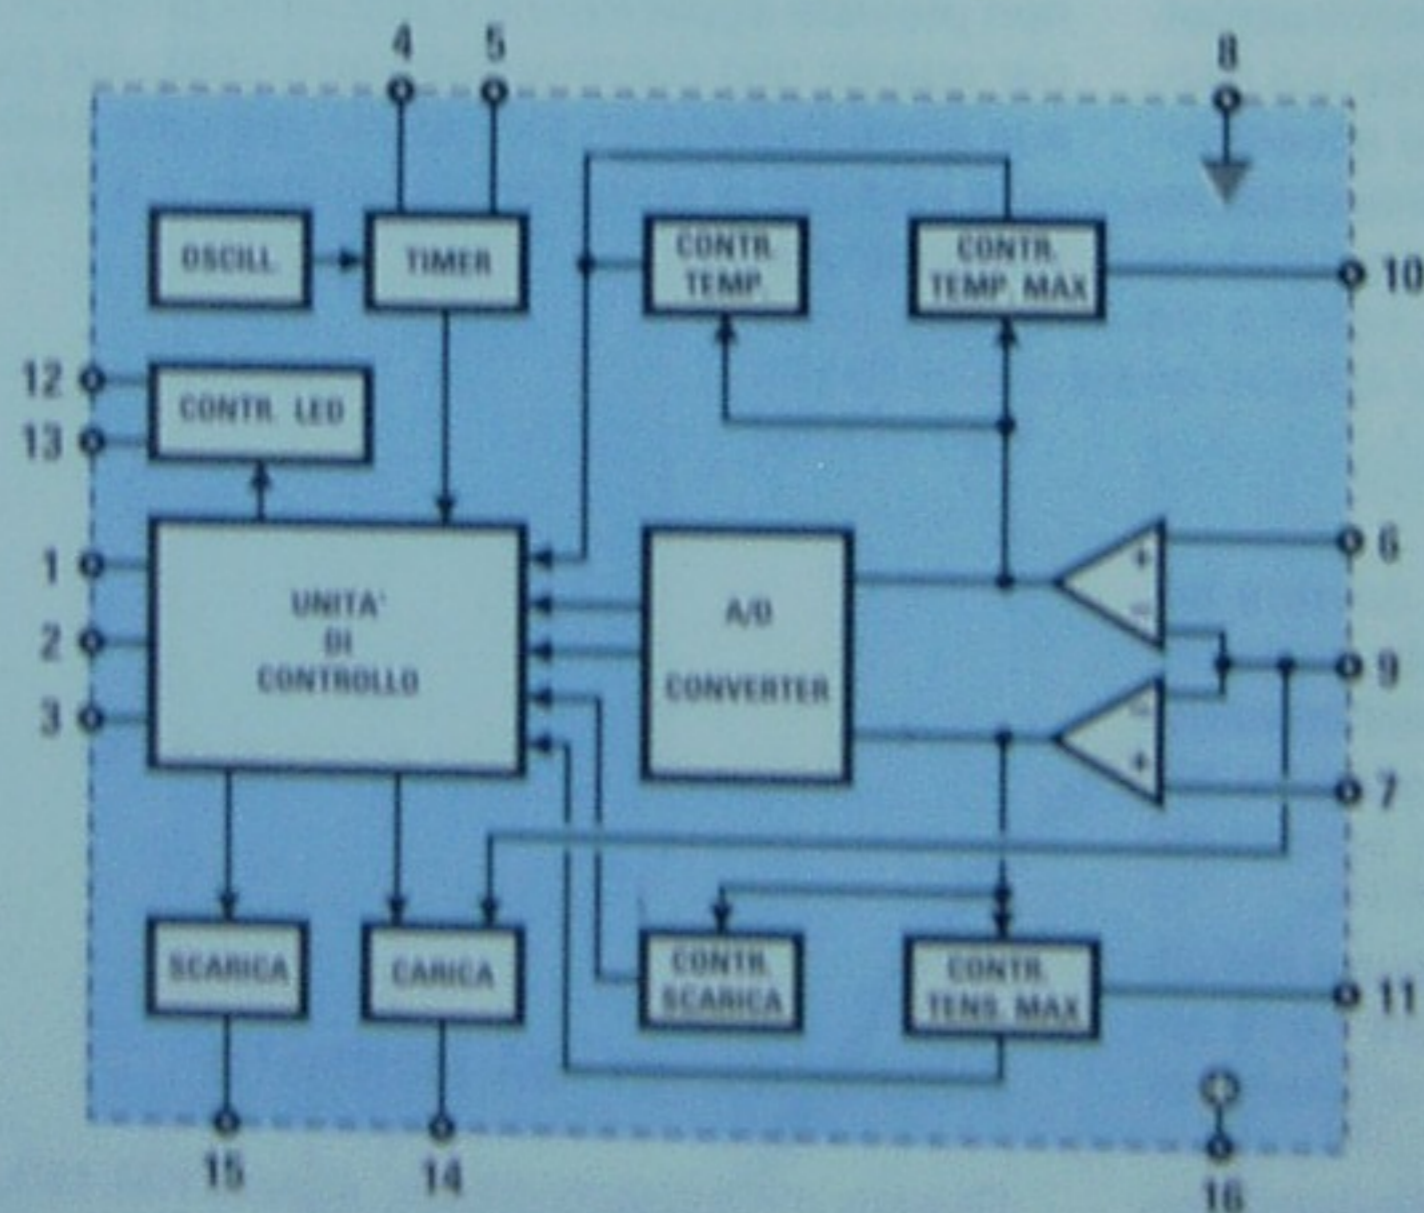 4 5 8
OSCILL.
TIMER
CONTR.
TEMP.
CONTR.
TEMP. MAX
10
12
13
CONTR. LED
1
2
3
UNITA'
DI
CONTROLLO
A/D
CONVERTER
+
−
6
9
−
+
7
SCARICA
CARICA
CONTR.
SCARICA
CONTR.
TENS. MAX
11
15 14 16